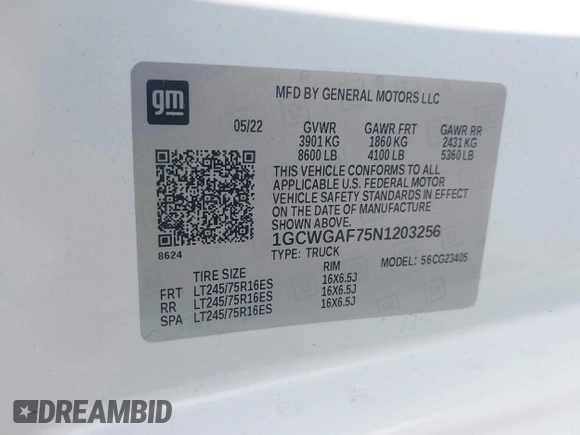 gm
MFD BY GENERAL MOTORS LLC
05/22 GVWR GAWR FRT GAWR RR
3901 KG 1860 KG 2431 KG
8600 LB 4100 LB 5360 LB
THIS VEHICLE CONFORMS TO ALL
APPLICABLE U.S. FEDERAL MOTOR
VEHICLE SAFETY STANDARDS IN EFFECT
ON THE DATE OF MANUFACTURE
SHOWN ABOVE.
1GCWGAF75N1203256
8624 TYPE: TRUCK MODEL: 56CG23405
TIRE SIZE RIM
FRT LT245/75R16ES 16X6.5J
RR LT245/75R16ES 16X6.5J
SPA LT245/75R16ES 16X6.5J
DREAMBID